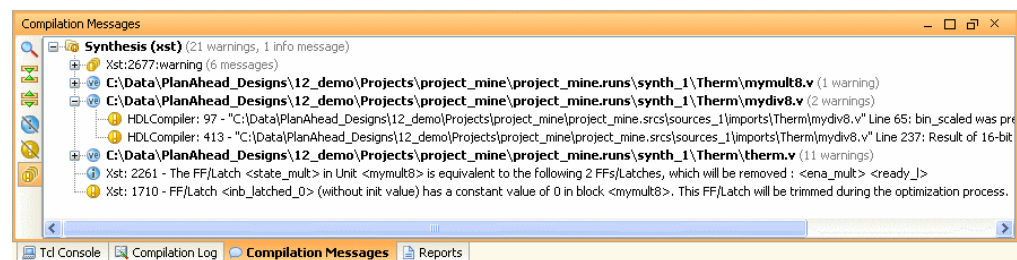 Compilation Messages
Synthesis (xst) (21 warnings, 1 info message)
Xst:2677:warning (6 messages)
C:\Data\PlanAhead_Designs\12_demo\Projects\project_mine\project_mine.runs\synth_1\Therm\mymult8.v (1 warning)
C:\Data\PlanAhead_Designs\12_demo\Projects\project_mine\project_mine.runs\synth_1\Therm\mydiv8.v (2 warnings)
HDLCompiler: 97 - "C:\Data\PlanAhead_Designs\12_demo\Projects\project_mine\project_mine.srcs\sources_1\imports\Therm\mydiv8.v" Line 65: bin_scaled was pre
HDLCompiler: 413 - "C:\Data\PlanAhead_Designs\12_demo\Projects\project_mine\project_mine.srcs\sources_1\imports\Therm\mydiv8.v" Line 237: Result of 16-bit
C:\Data\PlanAhead_Designs\12_demo\Projects\project_mine\project_mine.runs\synth_1\Therm\therm.v (11 warnings)
Xst: 2261 - The FF/Latch <state_mult> in Unit <mymult8> is equivalent to the following 2 FFs/Latches, which will be removed : <ena_mult> <ready_l>
Xst: 1710 - FF/Latch <inb_latched_0> (without init value) has a constant value of 0 in block <mymult8>. This FF/Latch will be trimmed during the optimization process.
Tcl Console Compilation Log Compilation Messages Reports